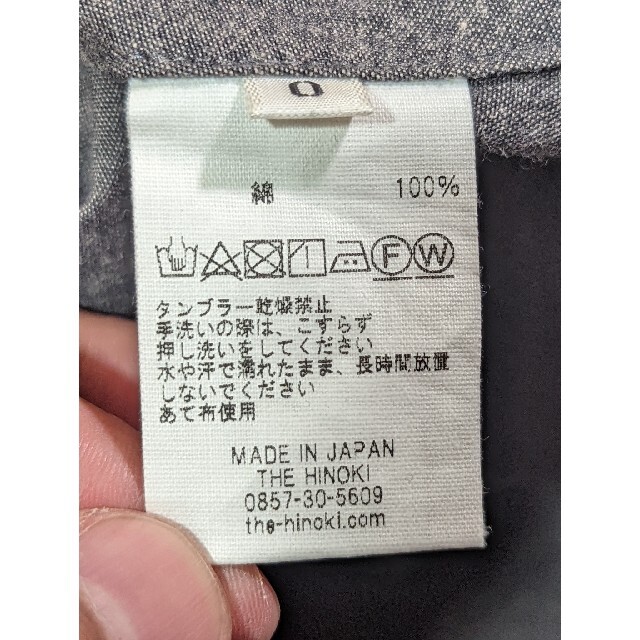 0
綿 100%
F W
タンブラー乾燥禁止
手洗いの際は、こすらず
押し洗いをしてください
水や汗で濡れたまま、長時間放置
しないでください
あて布使用
MADE IN JAPAN
THE HINOKI
0857-30-5609
the-hinoki.com